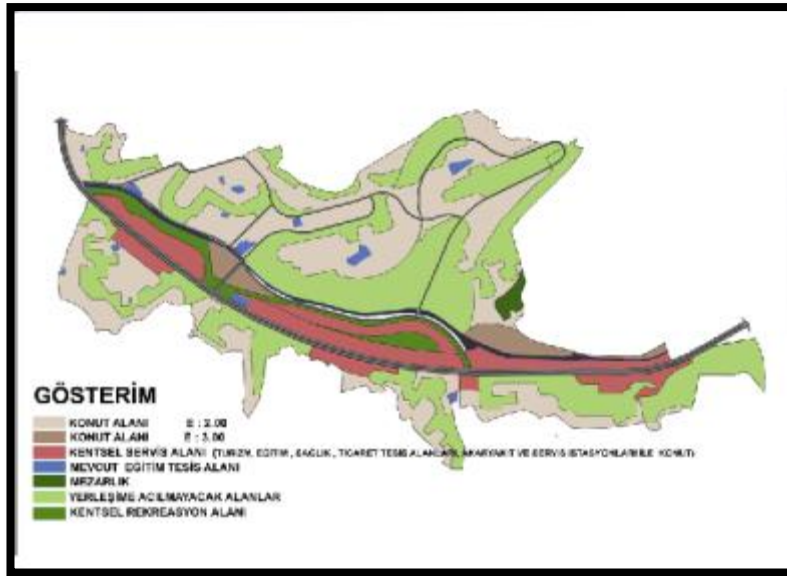 GÖSTERİM
KONUT ALANI E : 2.00
KONUT ALANI E : 3.00
KENTSEL SERVİS ALANI (TURİZM, EĞİTİM, SAĞLIK, TİCARET TESİS ALANLARI, AKARYAKIT VE SERVİS İSTASYONLARI İLE KONUT)
MEVCUT EĞİTİM TESİS ALANI
MEZARLIK
YERLEŞİME AÇILMAYACAK ALANLAR
KENTSEL REKREASYON ALANI